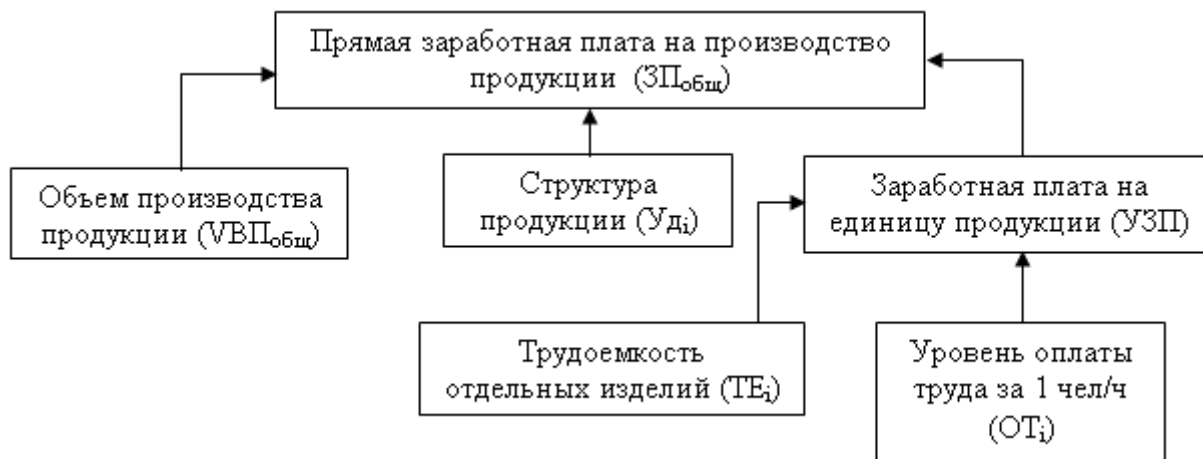 Прямая заработная плата на производство
продукции (ЗПобщ)
Объем производства
продукции (VВПобщ)
Структура
продукции (Удi)
Заработная плата на
единицу продукции (УЗП)
Трудоемкость
отдельных изделий (ТЕi)
Уровень оплаты
труда за 1 чел/ч
(ОТi)